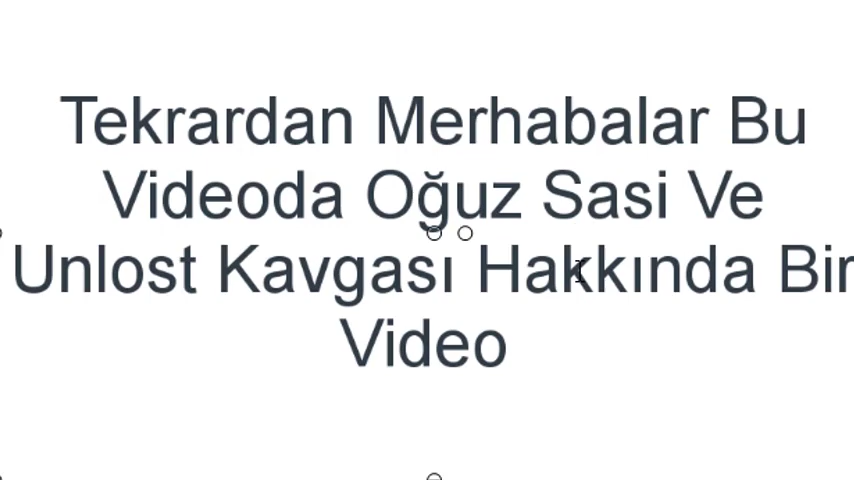 Tekrardan Merhabalar Bu
Videoda Oğuz Sasi Ve
Unlost Kavgası Hakkında Bir
Video